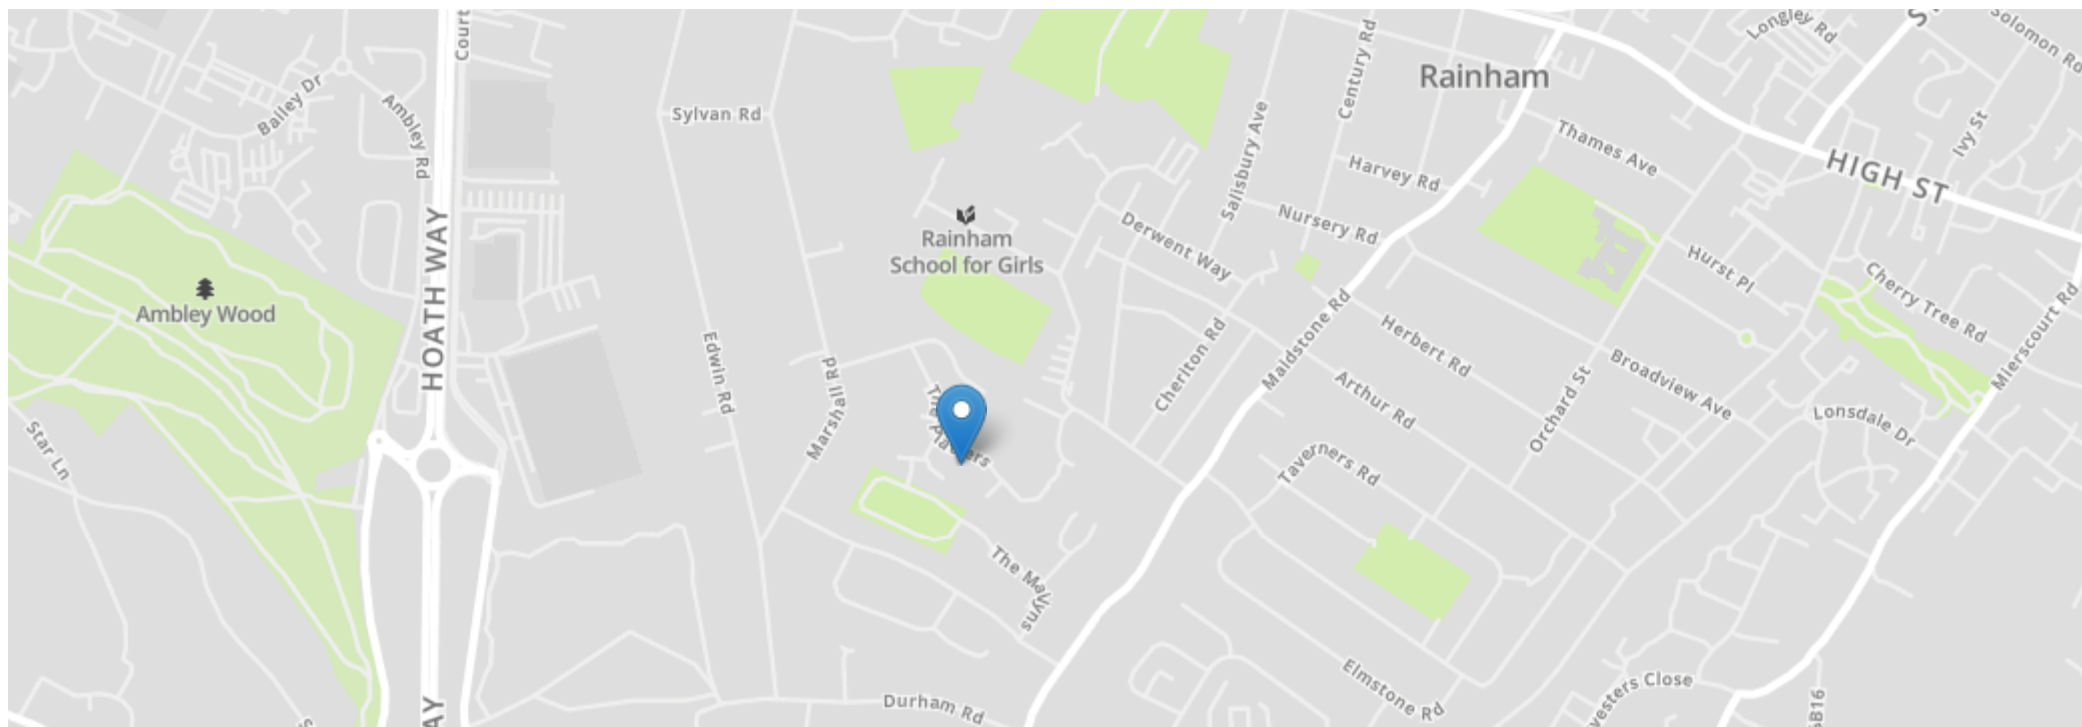 Court
Longley Rd
Solomon Rd
Balley Dr
Ambley Rd
Sylvan Rd
Century Rd
Rainham
Thames Ave
Ivy St
HIGH ST
Salisbury Ave
Harvey Rd
Nursery Rd
Derwent Way
Rainham
School for Girls
HOATH WAY
Ambley Wood
Hurst Pl
Cherry Tree Rd
Mierscourt Rd
Maidstone Rd
Herbert Rd
Cheriton Rd
Edwin Rd
Marshall Rd
Arthur Rd
Orchard St
Broadview Ave
Lonsdale Dr
Star Ln
Taverners Rd
The Malvyns
Elmstone Rd
Durham Rd
Close